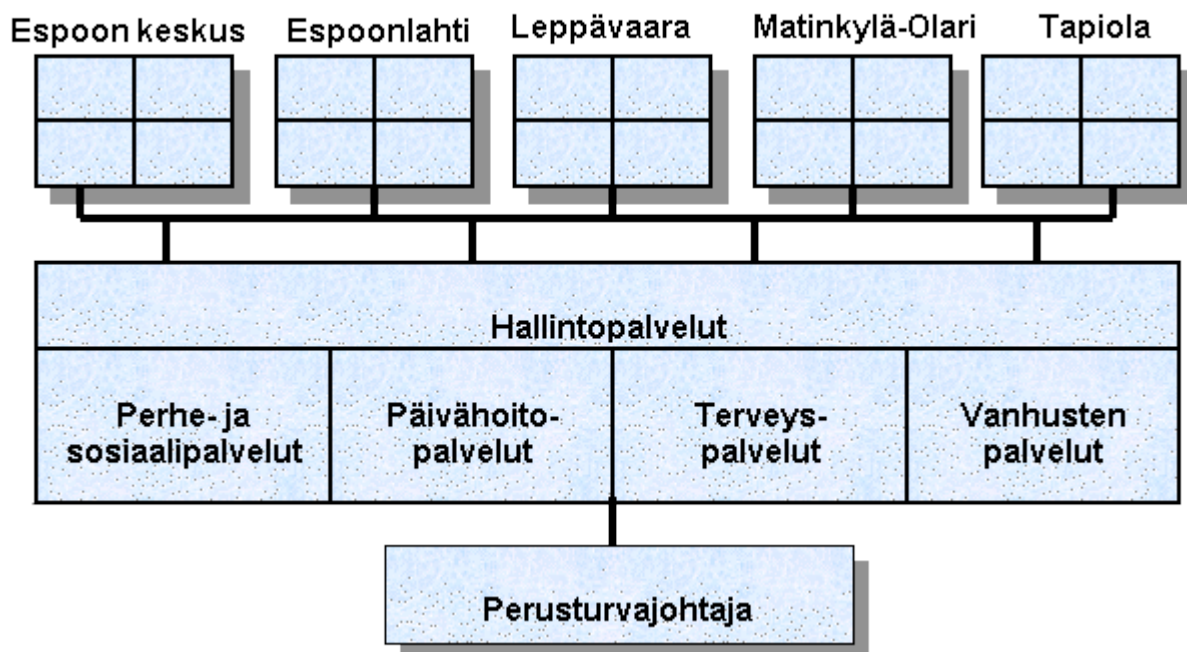 Espoon keskus
Espoonlahti
Leppävaara
Matinkylä-Olari
Tapiola
Hallintopalvelut
Perhe- ja
sosiaalipalvelut
Päivähoito-
palvelut
Terveys-
palvelut
Vanhusten
palvelut
Perusturvajohtaja